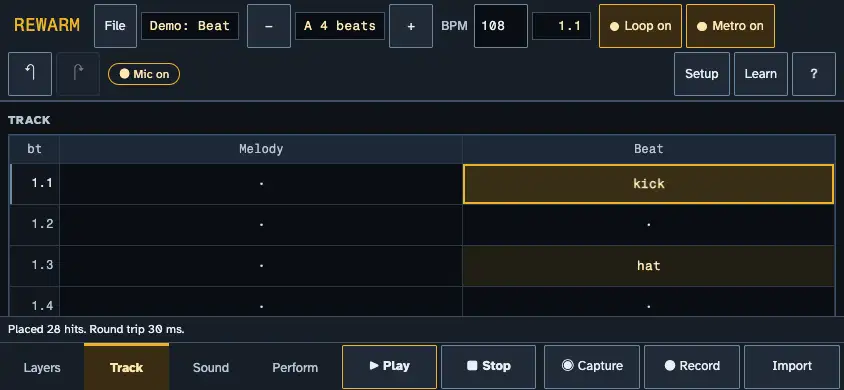 REWARM File Demo: Beat − A 4 beats + BPM 108 1.1 Loop on Metro on
Mic on Setup Learn ?
TRACK
bt Melody Beat
1.1 · kick
1.2 · ·
1.3 · hat
1.4 · ·
Placed 28 hits. Round trip 30 ms.
Layers Track Sound Perform Play Stop Capture Record Import